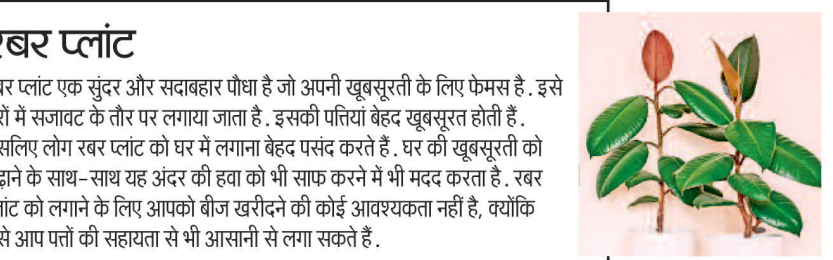 रबर प्लांट
बर प्लांट एक सुंदर और सदाबहार पौधा है जो अपनी खूबसूरती के लिए फेमस है. इसे
रों में सजावट के तौर पर लगाया जाता है. इसकी पत्तियां बेहद खूबसूरत होती हैं.
सलिए लोग रबर प्लांट को घर में लगाना बेहद पसंद करते हैं. घर की खूबसूरती को
ढ़ाने के साथ-साथ यह अंदर की हवा को भी साफ करने में भी मदद करता है. रबर
लांट को लगाने के लिए आपको बीज खरीदने की कोई आवश्यकता नहीं है, क्योंकि
से आप पत्तों की सहायता से भी आसानी से लगा सकते हैं.